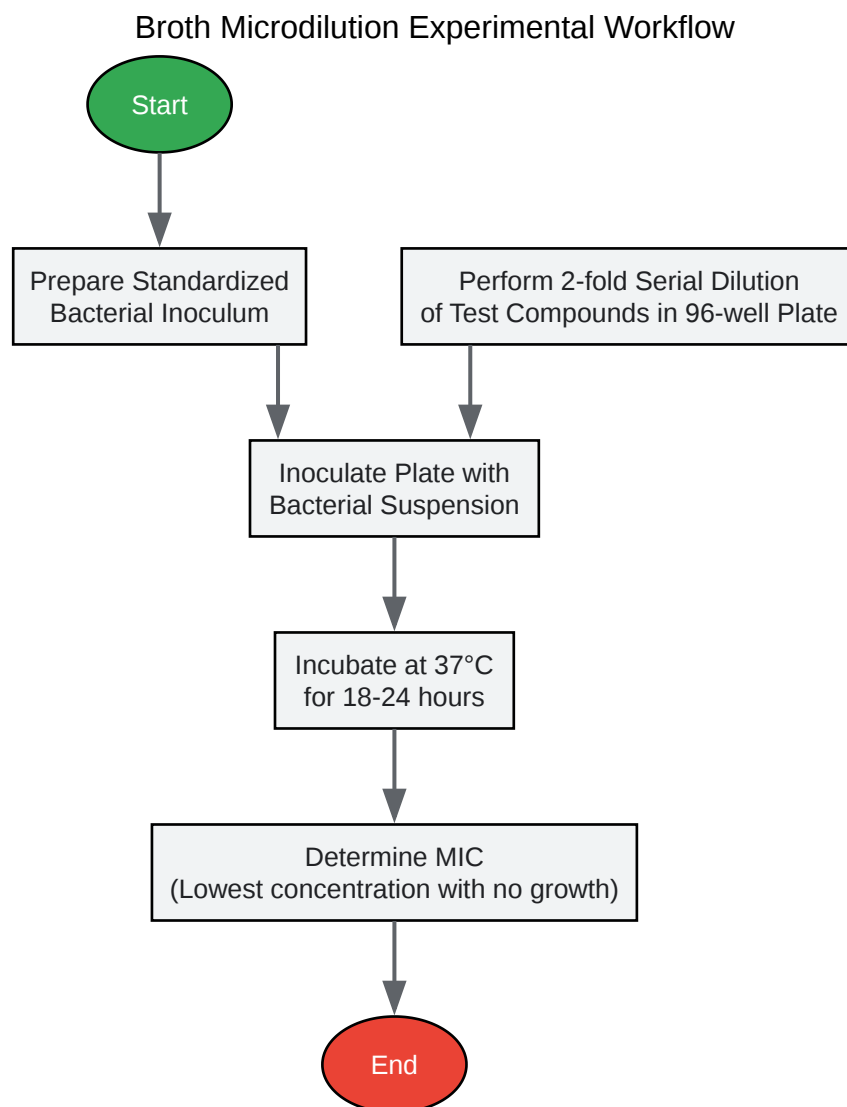 Broth Microdilution Experimental Workflow
Start
Prepare Standardized
Bacterial Inoculum
Perform 2-fold Serial Dilution
of Test Compounds in 96-well Plate
Inoculate Plate with
Bacterial Suspension
Incubate at 37°C
for 18-24 hours
Determine MIC
(Lowest concentration with no growth)
End